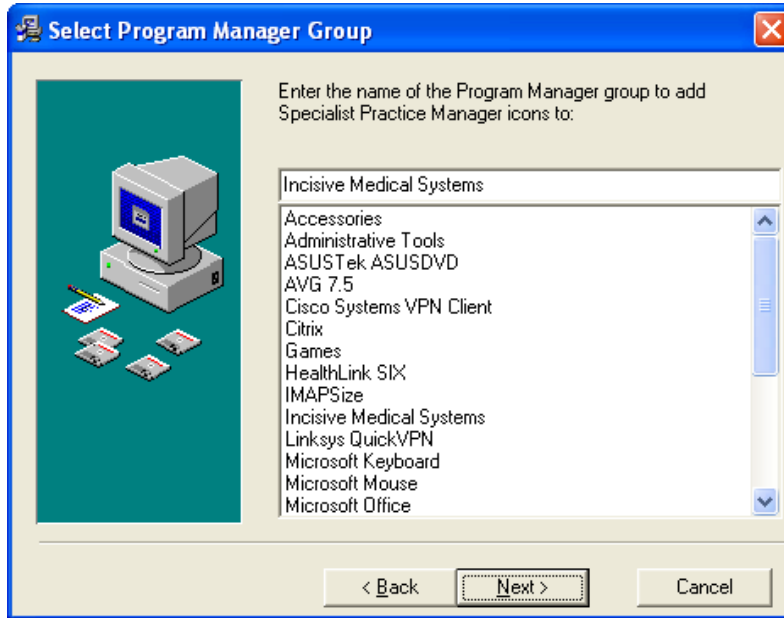 Select Program Manager Group
Enter the name of the Program Manager group to add
Specialist Practice Manager icons to:
Incisive Medical Systems
Accessories
Administrative Tools
ASUSTek ASUSDVD
AVG 7.5
Cisco Systems VPN Client
Citrix
Games
HealthLink SIX
IMAPSize
Incisive Medical Systems
Linksys QuickVPN
Microsoft Keyboard
Microsoft Mouse
Microsoft Office
< Back Next > Cancel